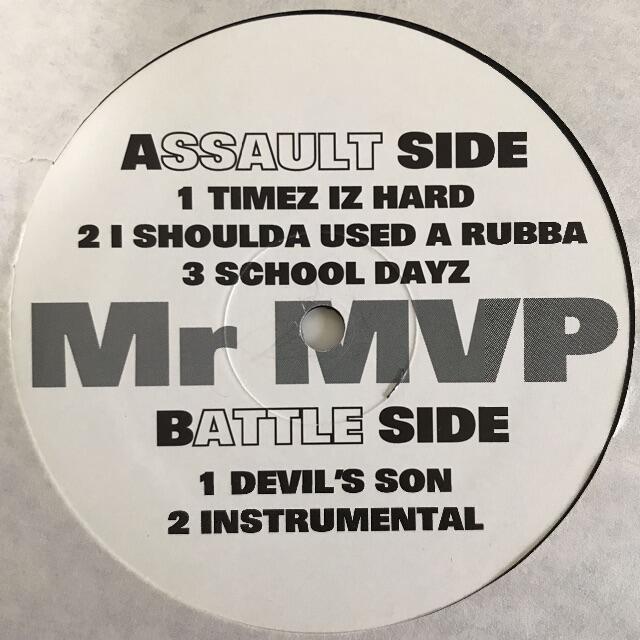 ASSAULT SIDE
1 TIMEZ IZ HARD
2 I SHOULDA USED A RUBBA
3 SCHOOL DAYZ
Mr MVP
BATTLE SIDE
1 DEVIL'S SON
2 INSTRUMENTAL